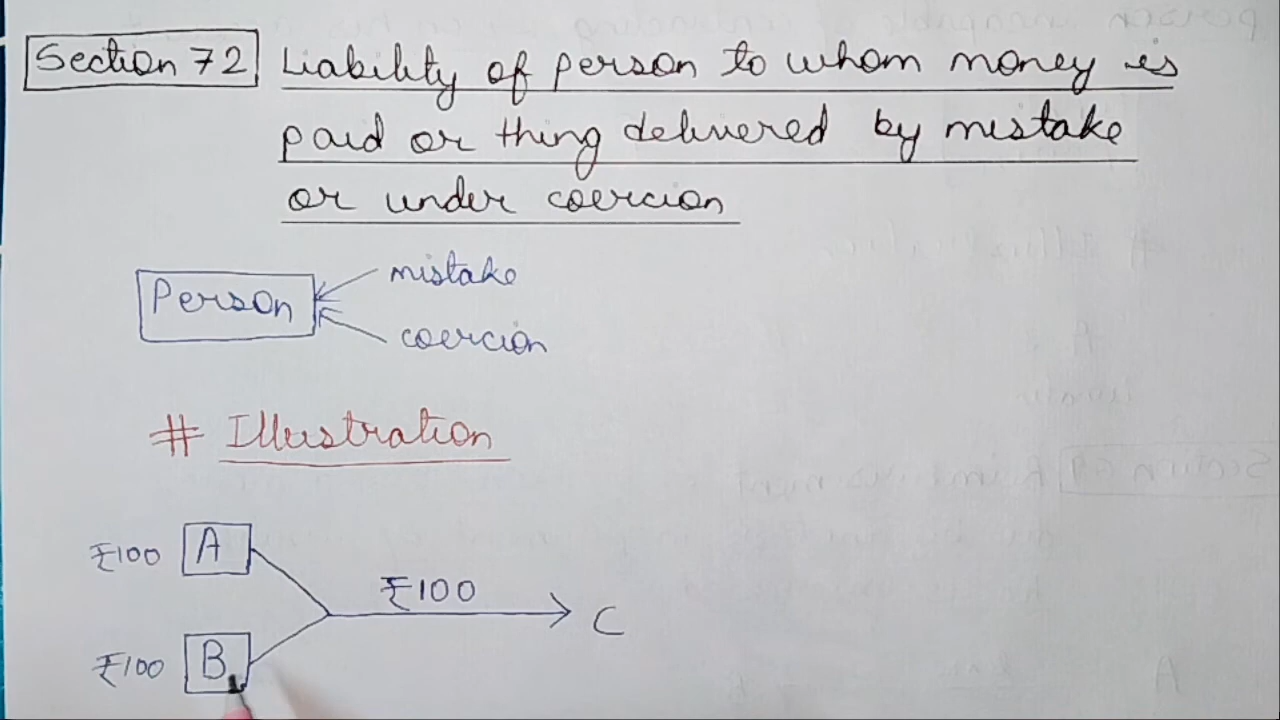 Section 72 Liability of person to whom money is
paid or thing delivered by mistake
or under coercion
Person
mistake
coercion
# Illustration
₹100 A
₹100 C
₹100 B